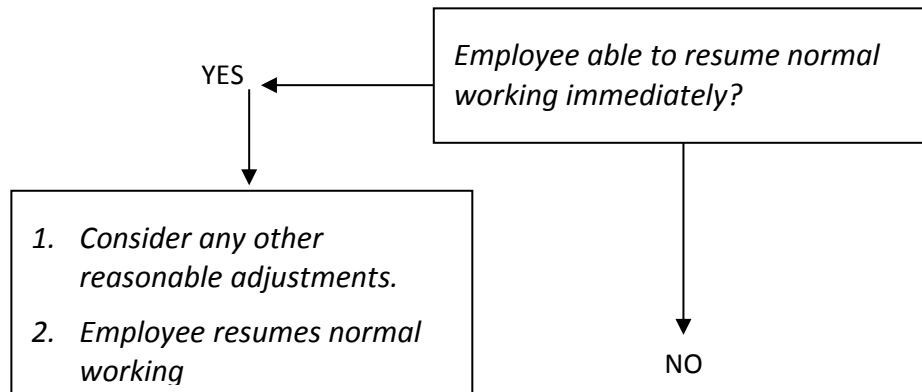 Employee able to resume normal
working immediately?
YES
1. Consider any other
reasonable adjustments.
2. Employee resumes normal
working
NO